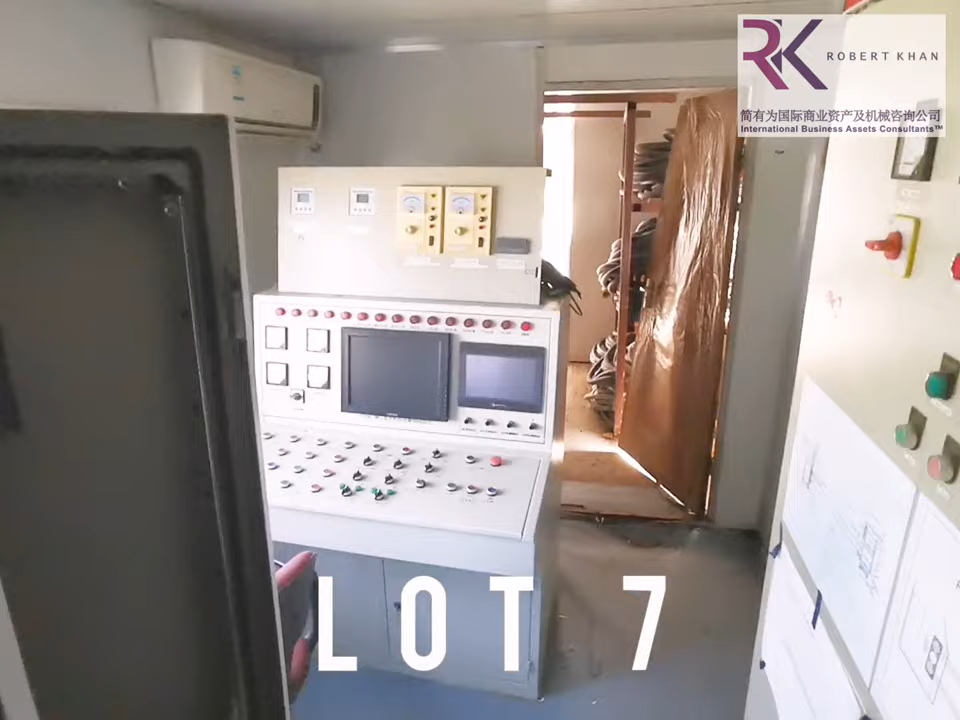 RK ROBERT KHAN
简有为国际商业资产及机械咨询公司
International Business Assets Consultants™
LOT 7